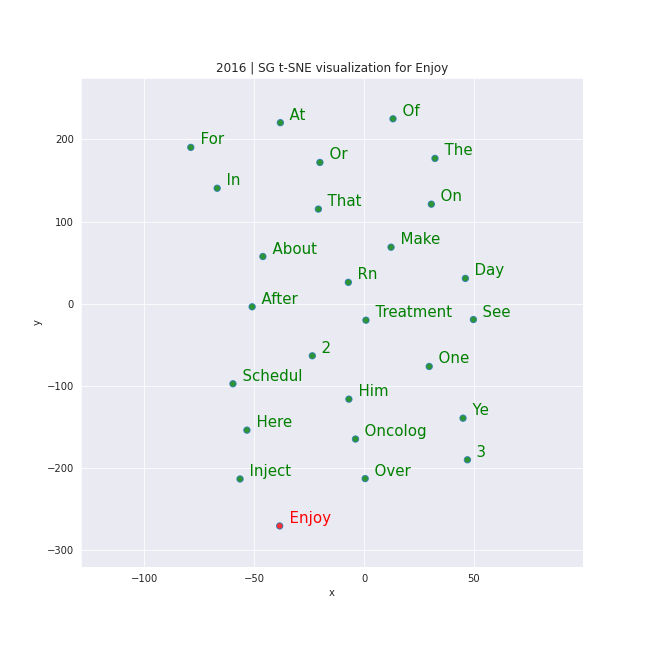 2016 | SG t-SNE visualization for Enjoy
At
Of
For
Or
The
In
That
On
About
Make
Rn
Day
After
Treatment
See
2
One
Schedul
Him
Ye
Here
Oncolog
3
Inject
Over
Enjoy
200
100
0
−100
−200
−300
y
−100
−50
0
50
x